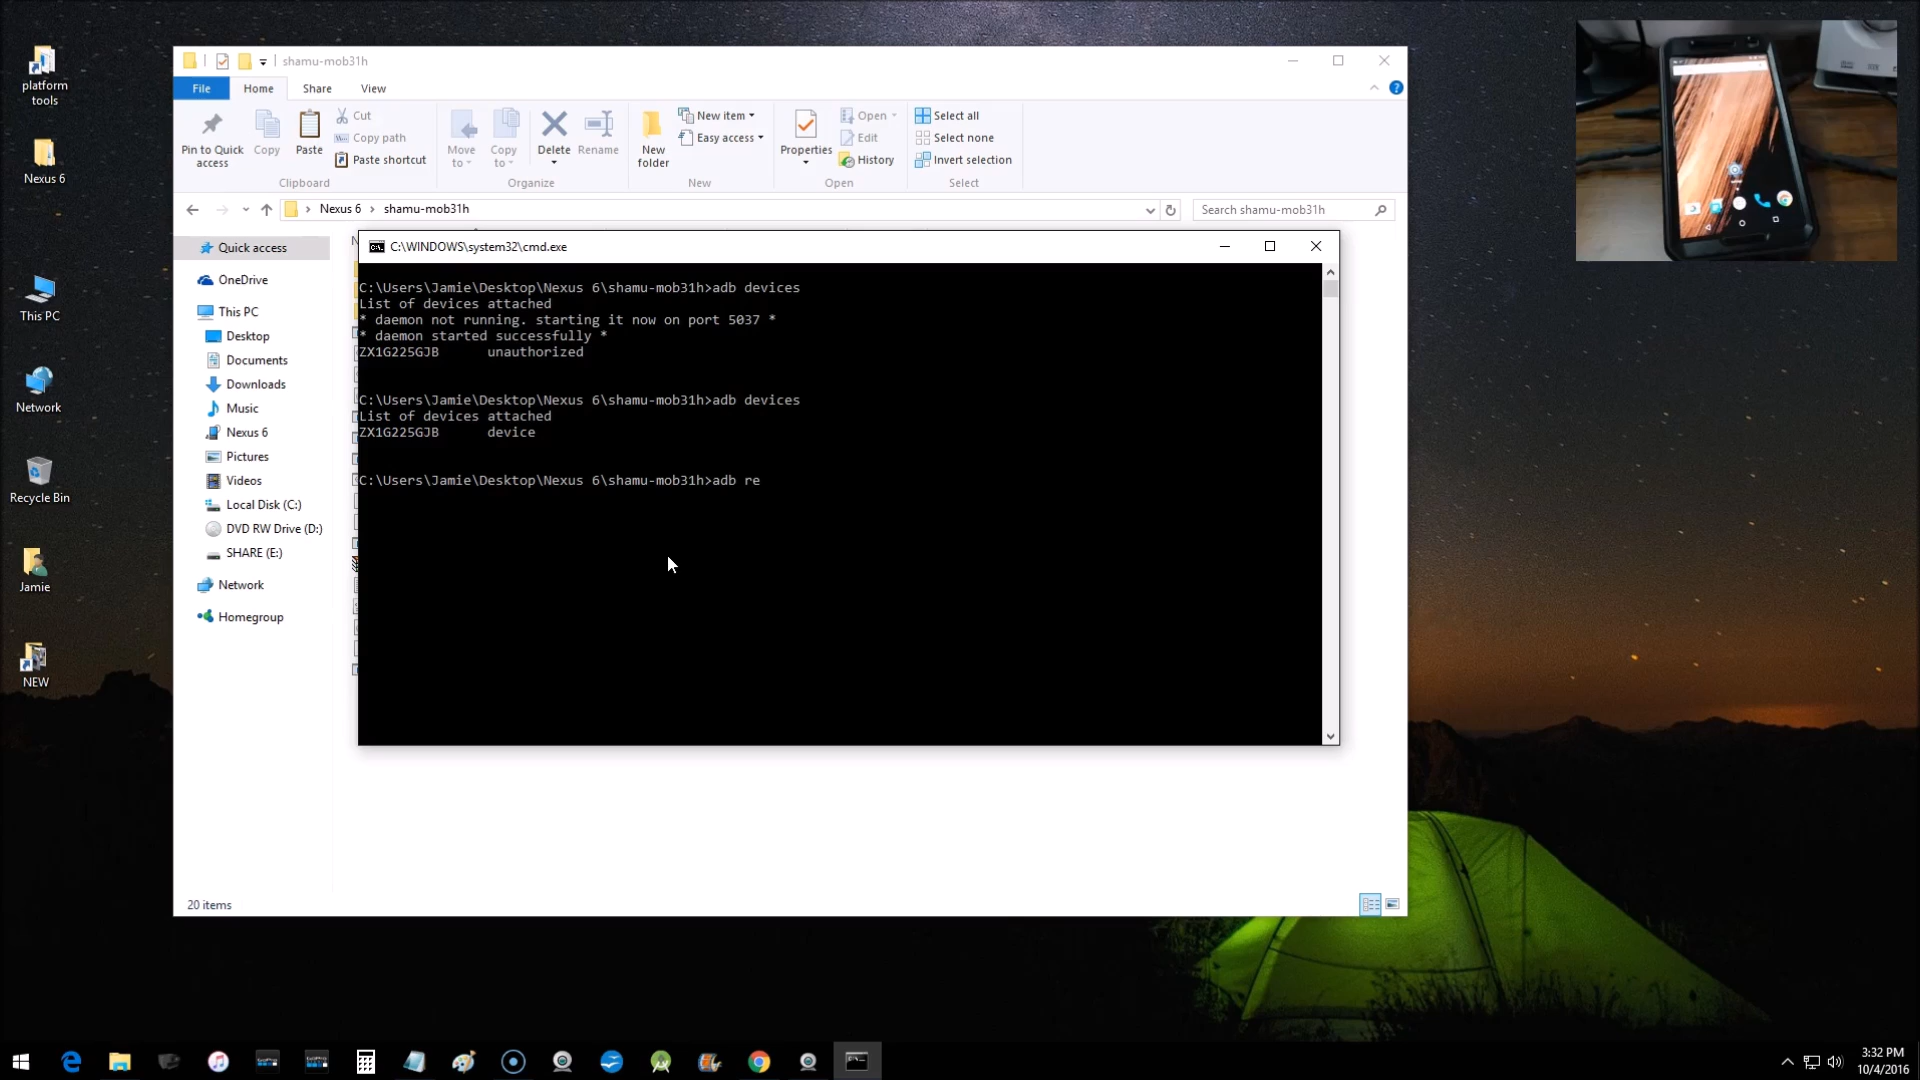 platform
tools
Nexus 6
This PC
Network
Recycle Bin
Jamie
NEW
shamu-mob31h
File
Home
Share
View
Pin to Quick
access
Copy
Paste
Cut
Copy path
Paste shortcut
Clipboard
Move
to
Copy
to
Delete
Rename
Organize
New
folder
New item
Easy access
New
Properties
Open
Edit
History
Open
Select all
Select none
Invert selection
Select
Nexus 6 > shamu-mob31h
Search shamu-mob31h
Quick access
OneDrive
This PC
Desktop
Documents
Downloads
Music
Nexus 6
Pictures
Videos
Local Disk (C:)
DVD RW Drive (D:)
SHARE (E:)
Network
Homegroup
20 items
C:\WINDOWS\system32\cmd.exe
C:\Users\Jamie\Desktop\Nexus 6\shamu-mob31h>adb devices
List of devices attached
* daemon not running. starting it now on port 5037 *
* daemon started successfully *
ZX1G225GJB unauthorized
C:\Users\Jamie\Desktop\Nexus 6\shamu-mob31h>adb devices
List of devices attached
ZX1G225GJB device
C:\Users\Jamie\Desktop\Nexus 6\shamu-mob31h>adb re
3:32 PM
10/4/2016